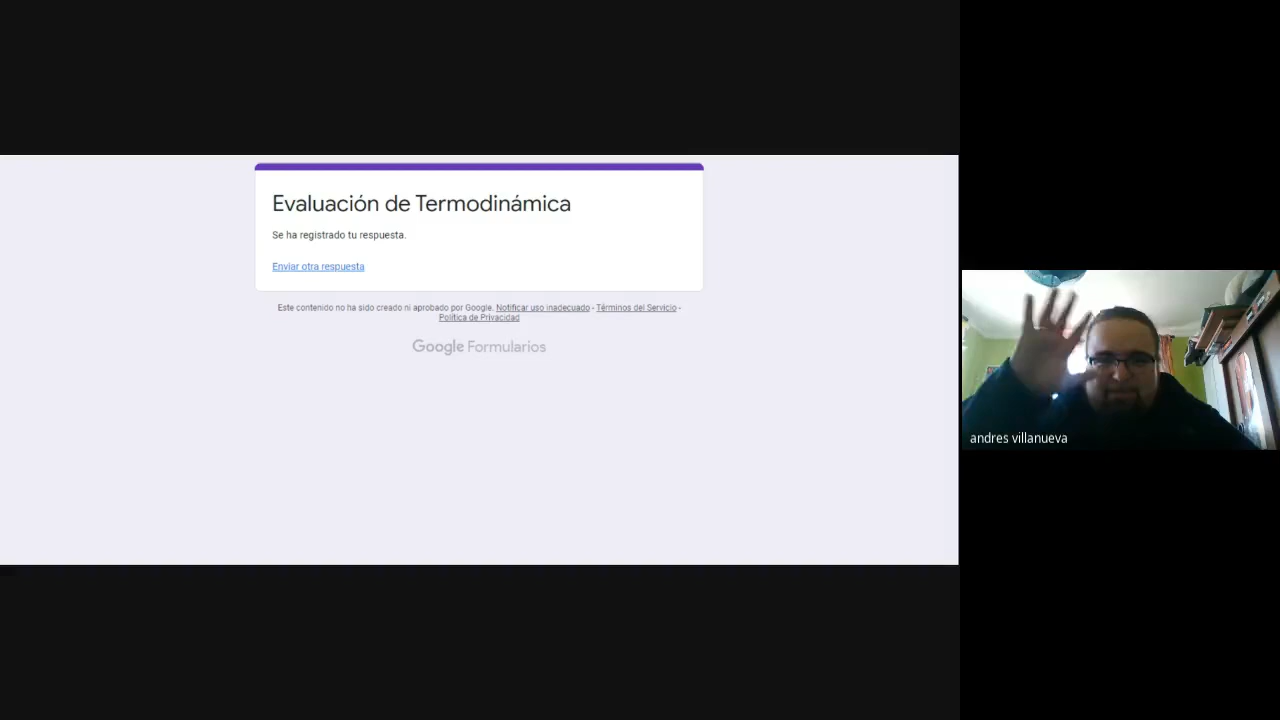 Evaluación de Termodinámica
Se ha registrado tu respuesta.
Enviar otra respuesta
Este contenido no ha sido creado ni aprobado por Google. Notificar uso inadecuado - Términos del Servicio -
Política de Privacidad
Google Formularios
andres villanueva